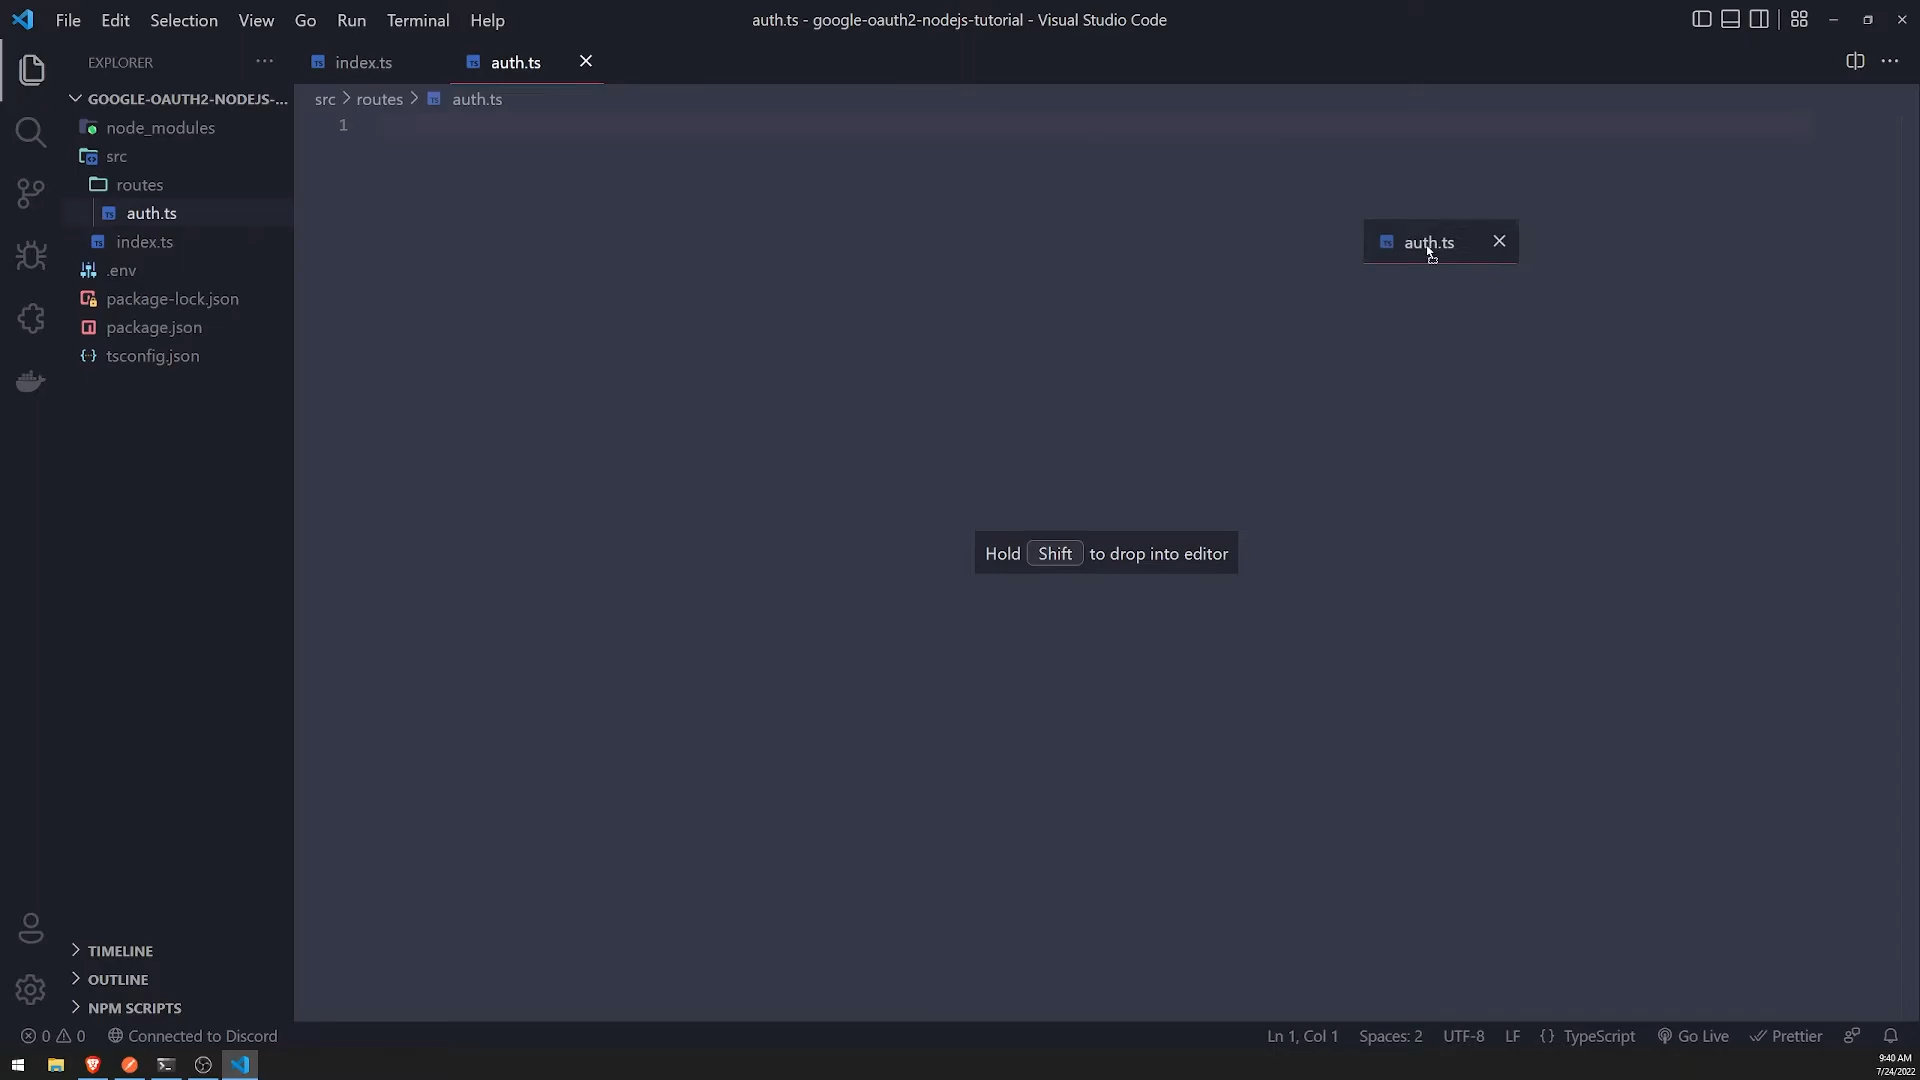 File Edit Selection View Go Run Terminal Help
auth.ts - google-oauth2-nodejs-tutorial - Visual Studio Code
EXPLORER
GOOGLE-OAUTH2-NODEJS-...
node_modules
src
routes
auth.ts
index.ts
.env
package-lock.json
package.json
tsconfig.json
TIMELINE
OUTLINE
NPM SCRIPTS
index.ts auth.ts
src routes auth.ts
1
auth.ts
Hold Shift to drop into editor
0 0 Connected to Discord
Ln 1, Col 1 Spaces: 2 UTF-8 LF {} TypeScript Go Live Prettier
9:40 AM
7/24/2022